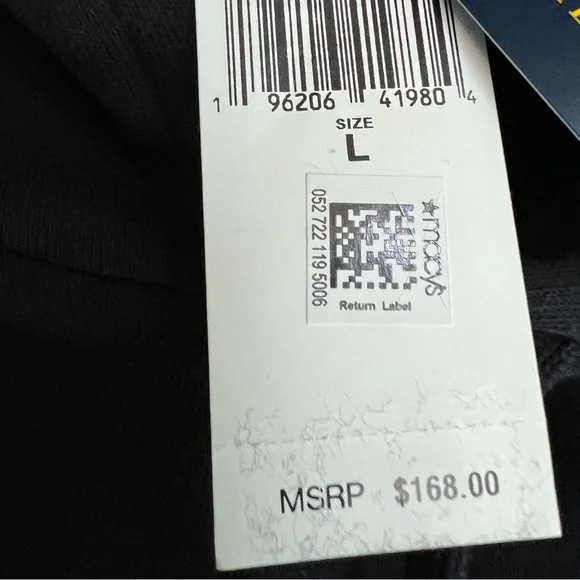 1 96206 41980 4
SIZE
L
052 722 119 5006
macys
Return Label
MSRP $168.00